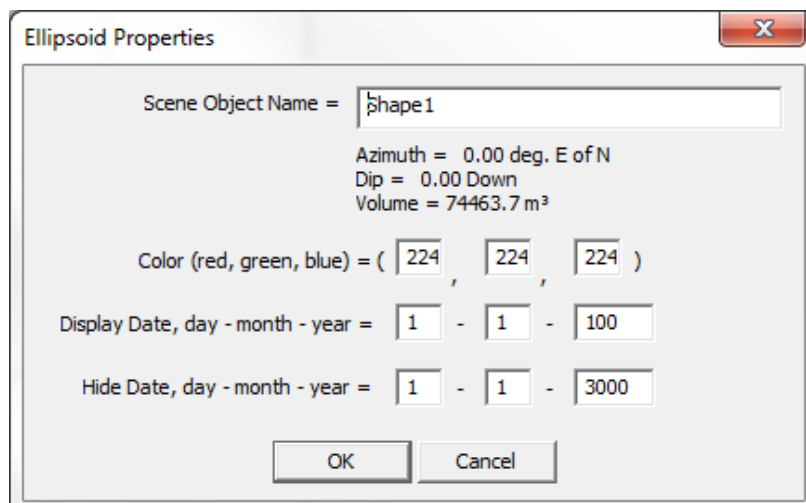 Ellipsoid Properties
Scene Object Name = Shape1
Azimuth = 0.00 deg. E of N
Dip = 0.00 Down
Volume = 74463.7 m³
Color (red, green, blue) = ( 224 , 224 , 224 )
Display Date, day - month - year = 1 - 1 - 100
Hide Date, day - month - year = 1 - 1 - 3000
OK Cancel